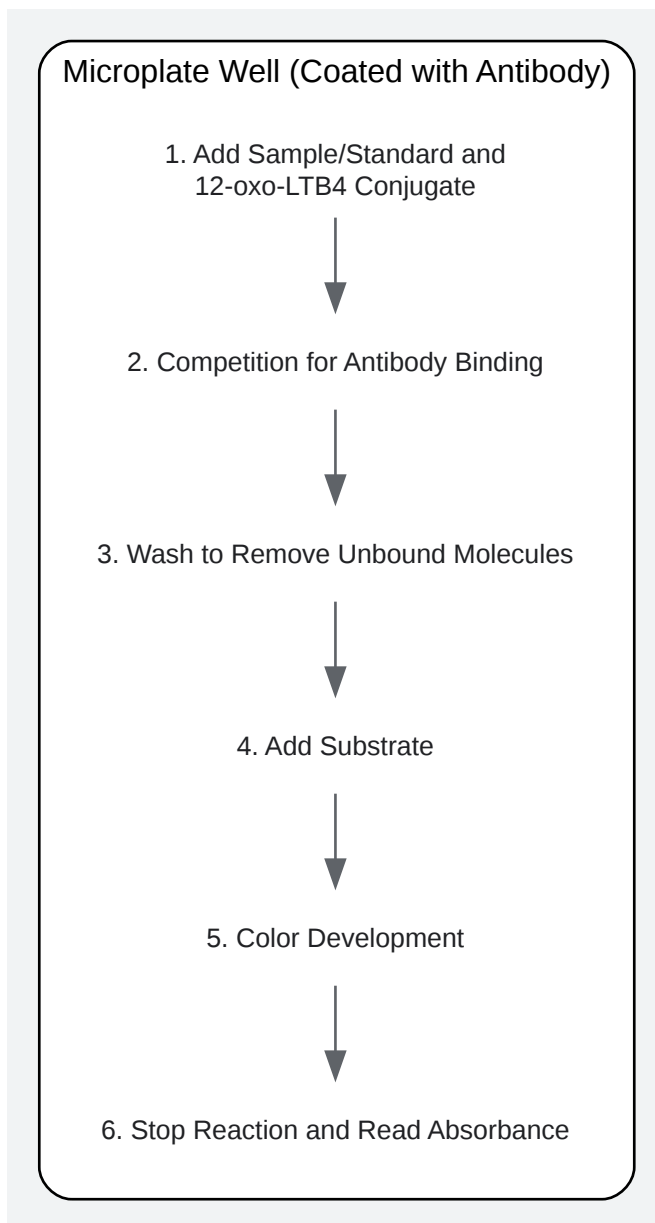 Microplate Well (Coated with Antibody)
1. Add Sample/Standard and
12-oxo-LTB4 Conjugate
2. Competition for Antibody Binding
3. Wash to Remove Unbound Molecules
4. Add Substrate
5. Color Development
6. Stop Reaction and Read Absorbance